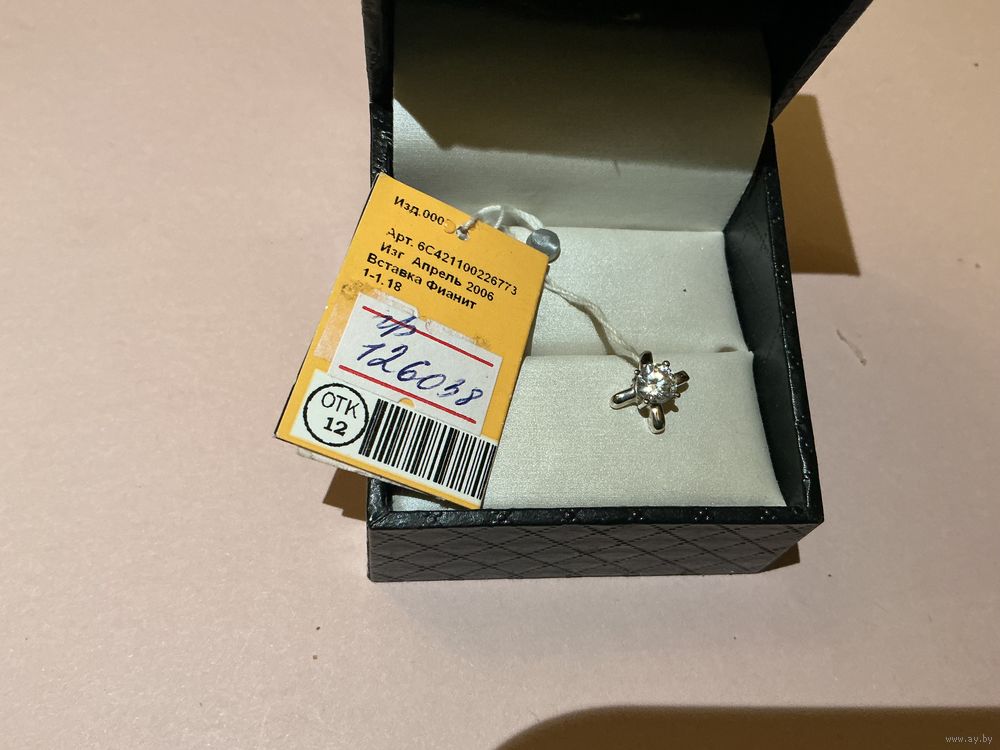 Изд.000
Арт. 6С421100226773
Изг Апрель 2006
Вставка Фианит
1-1.18
126038
ОТК
12
www.ay.by